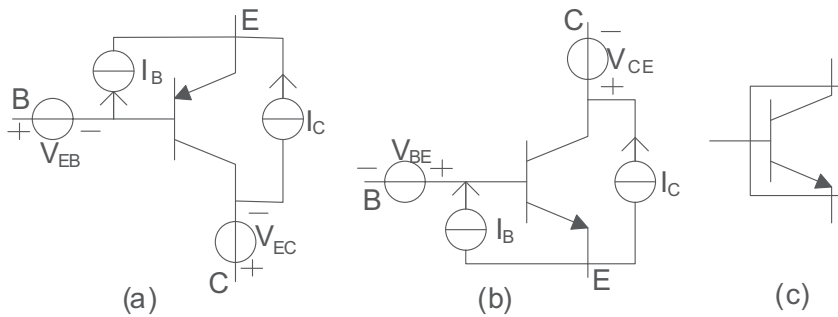 E
I_B
B
+
−
V_EB
I_C
−
V_EC
C
+
(a)
C
−
V_CE
+
−
V_BE
+
B
I_B
I_C
E
(b)
(c)